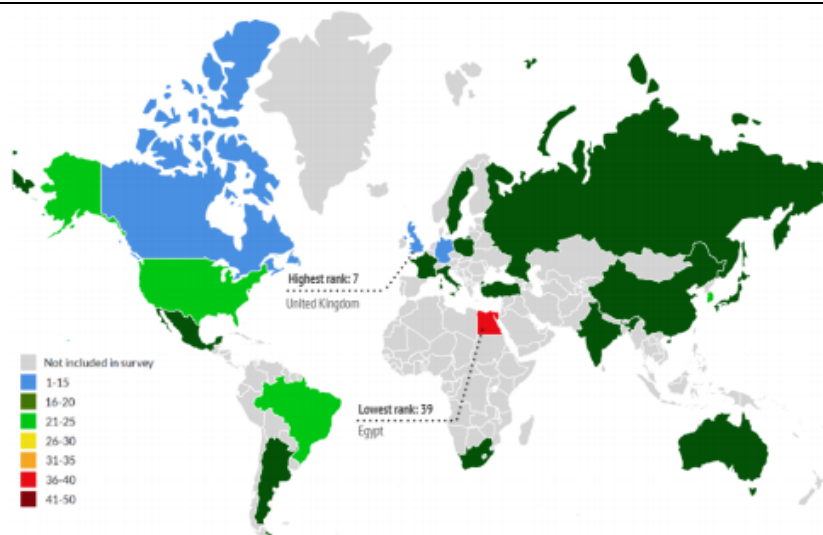 Highest rank: 7
United Kingdom
Not included in survey
1-15
16-20
21-25
26-30
31-35
36-40
41-50
Lowest rank: 39
Egypt